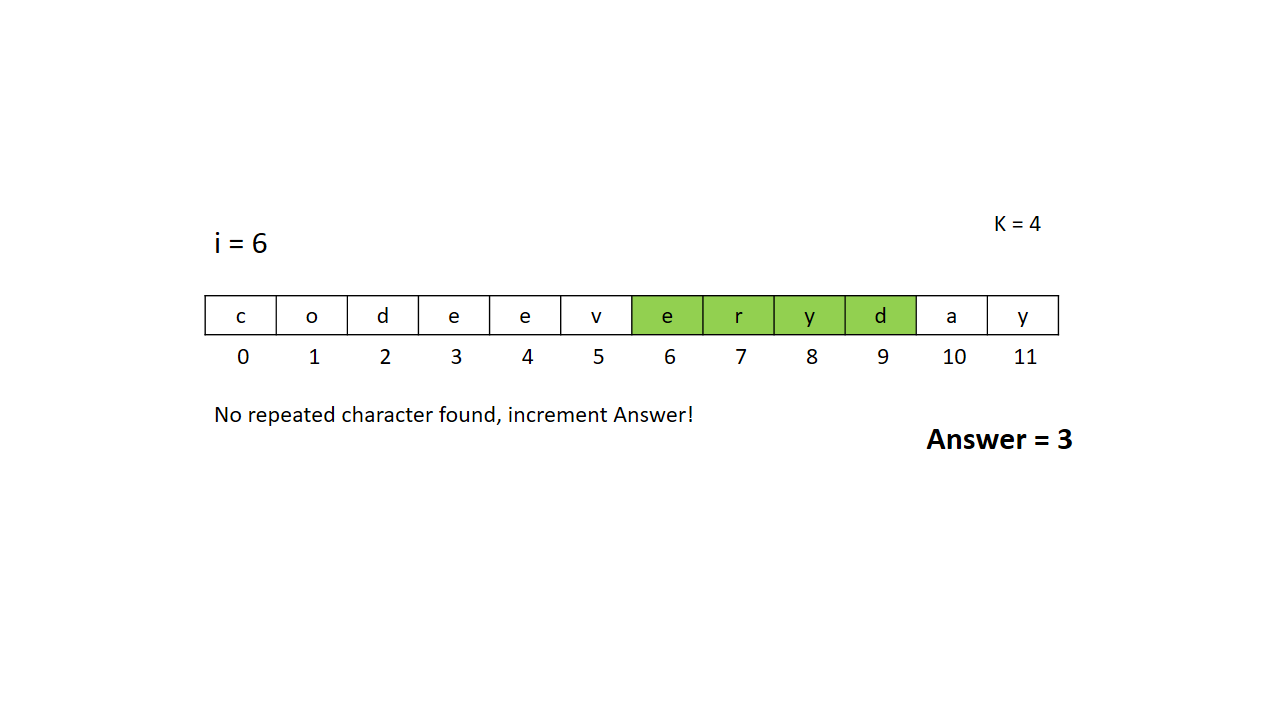 K = 4
i = 6
c o d e e v e r y d a y
0 1 2 3 4 5 6 7 8 9 10 11
No repeated character found, increment Answer!
Answer = 3